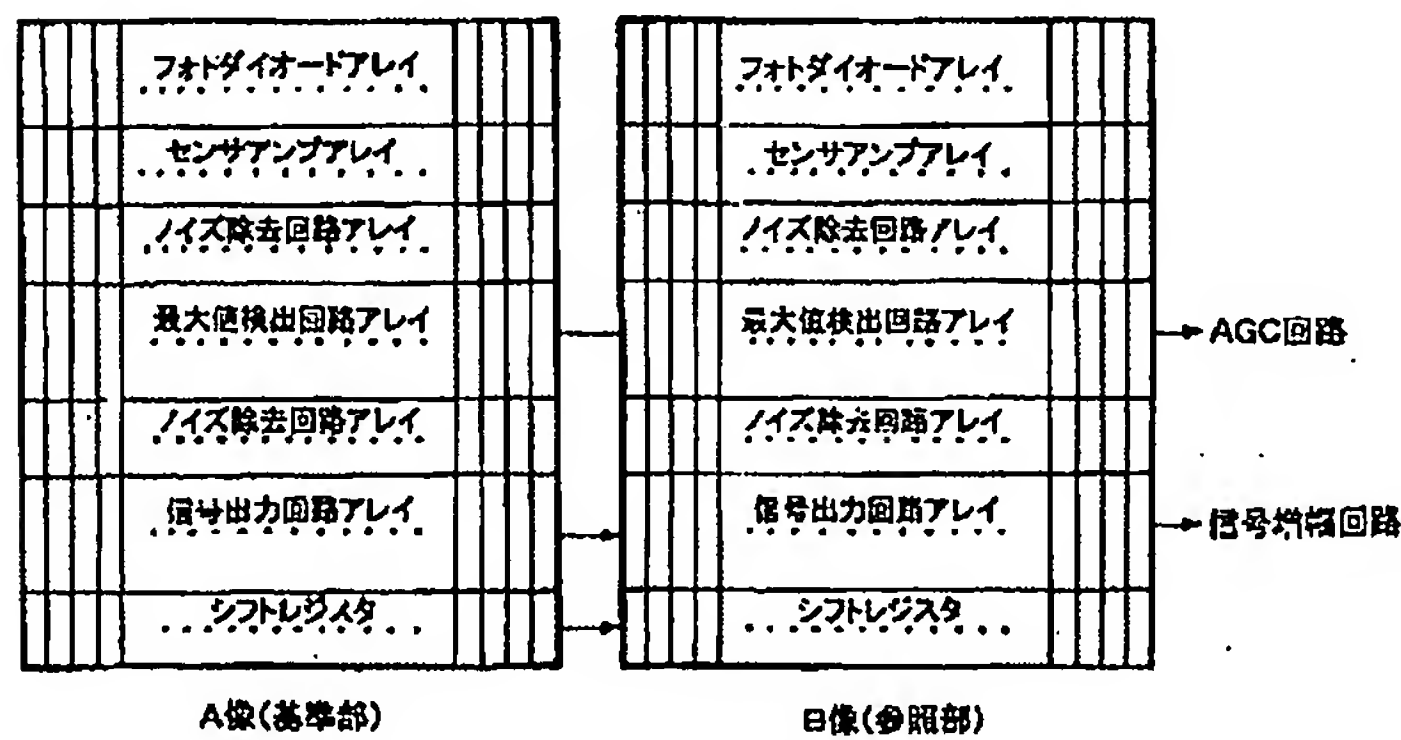 フォトダイオードアレイ
センサアンプアレイ
ノイズ除去回路アレイ
最大値検出回路アレイ
ノイズ除去回路アレイ
信号出力回路アレイ
シフトレジスタ
A像(基準部)
フォトダイオードアレイ
センサアンプアレイ
ノイズ除去回路アレイ
最大値検出回路アレイ
ノイズ除去回路アレイ
信号出力回路アレイ
シフトレジスタ
B像(参照部)
AGC回路
信号増幅回路